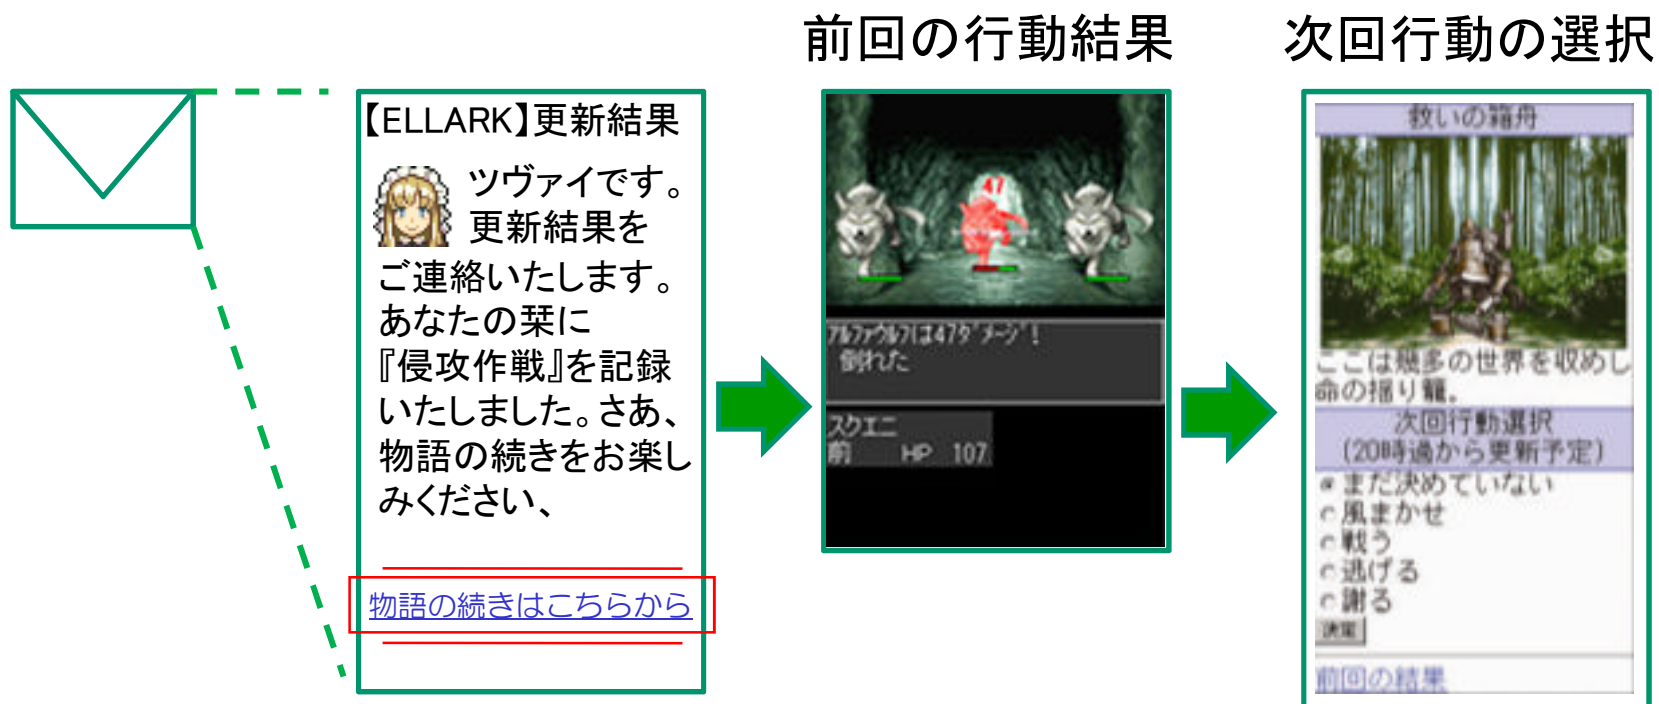 前回の行動結果
次回行動の選択
【ELLARK】更新結果
ツヴァイです。
更新結果を
ご連絡いたします。
あなたの栞に
『侵攻作戦』を記録
いたしました。さあ、
物語の続きをお楽し
みください、
物語の続きはこちらから
47
アルファウルフは47ダメージ!
倒れた
スクエニ
前 HP 107
救いの箱舟
ここは幾多の世界を収めし
命の揺り籠。
次回行動選択
(20時過から更新予定)
まだ決めていない
風まかせ
戦う
逃げる
謝る
決定
前回の結果